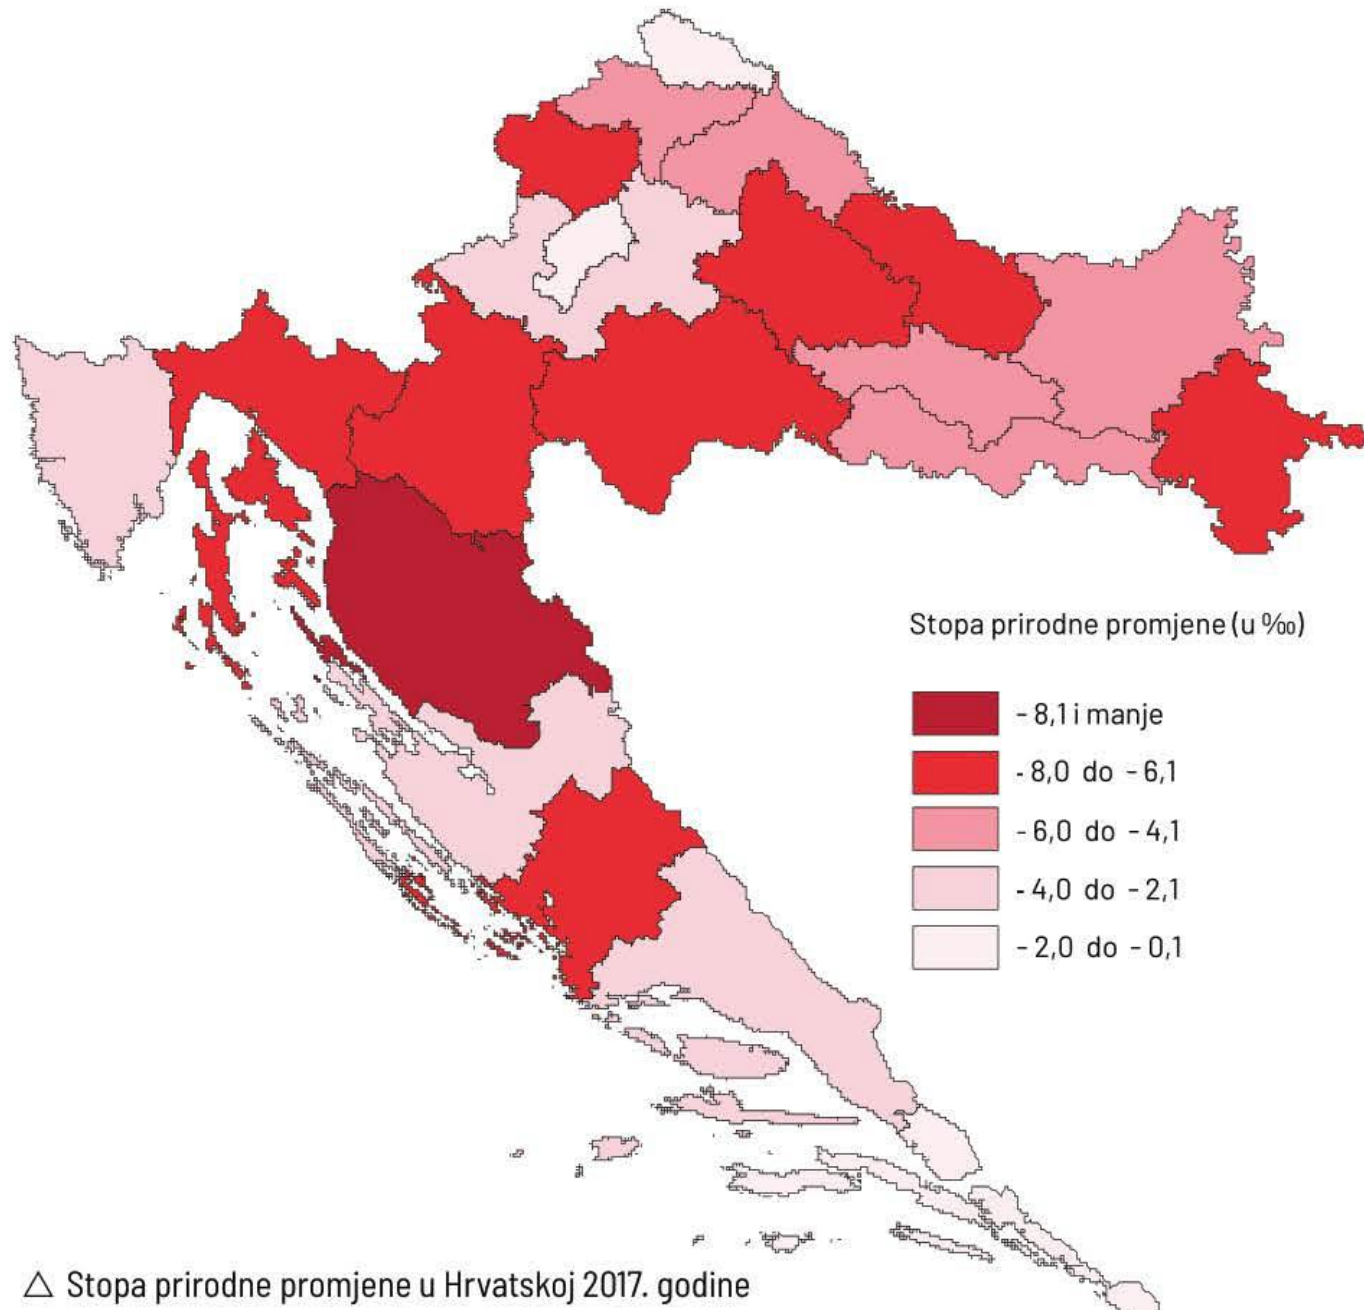 Stopa prirodne promjene (u ‰)
- 8,1 i manje
- 8,0 do - 6,1
- 6,0 do - 4,1
- 4,0 do - 2,1
- 2,0 do - 0,1
△ Stopa prirodne promjene u Hrvatskoj 2017. godine